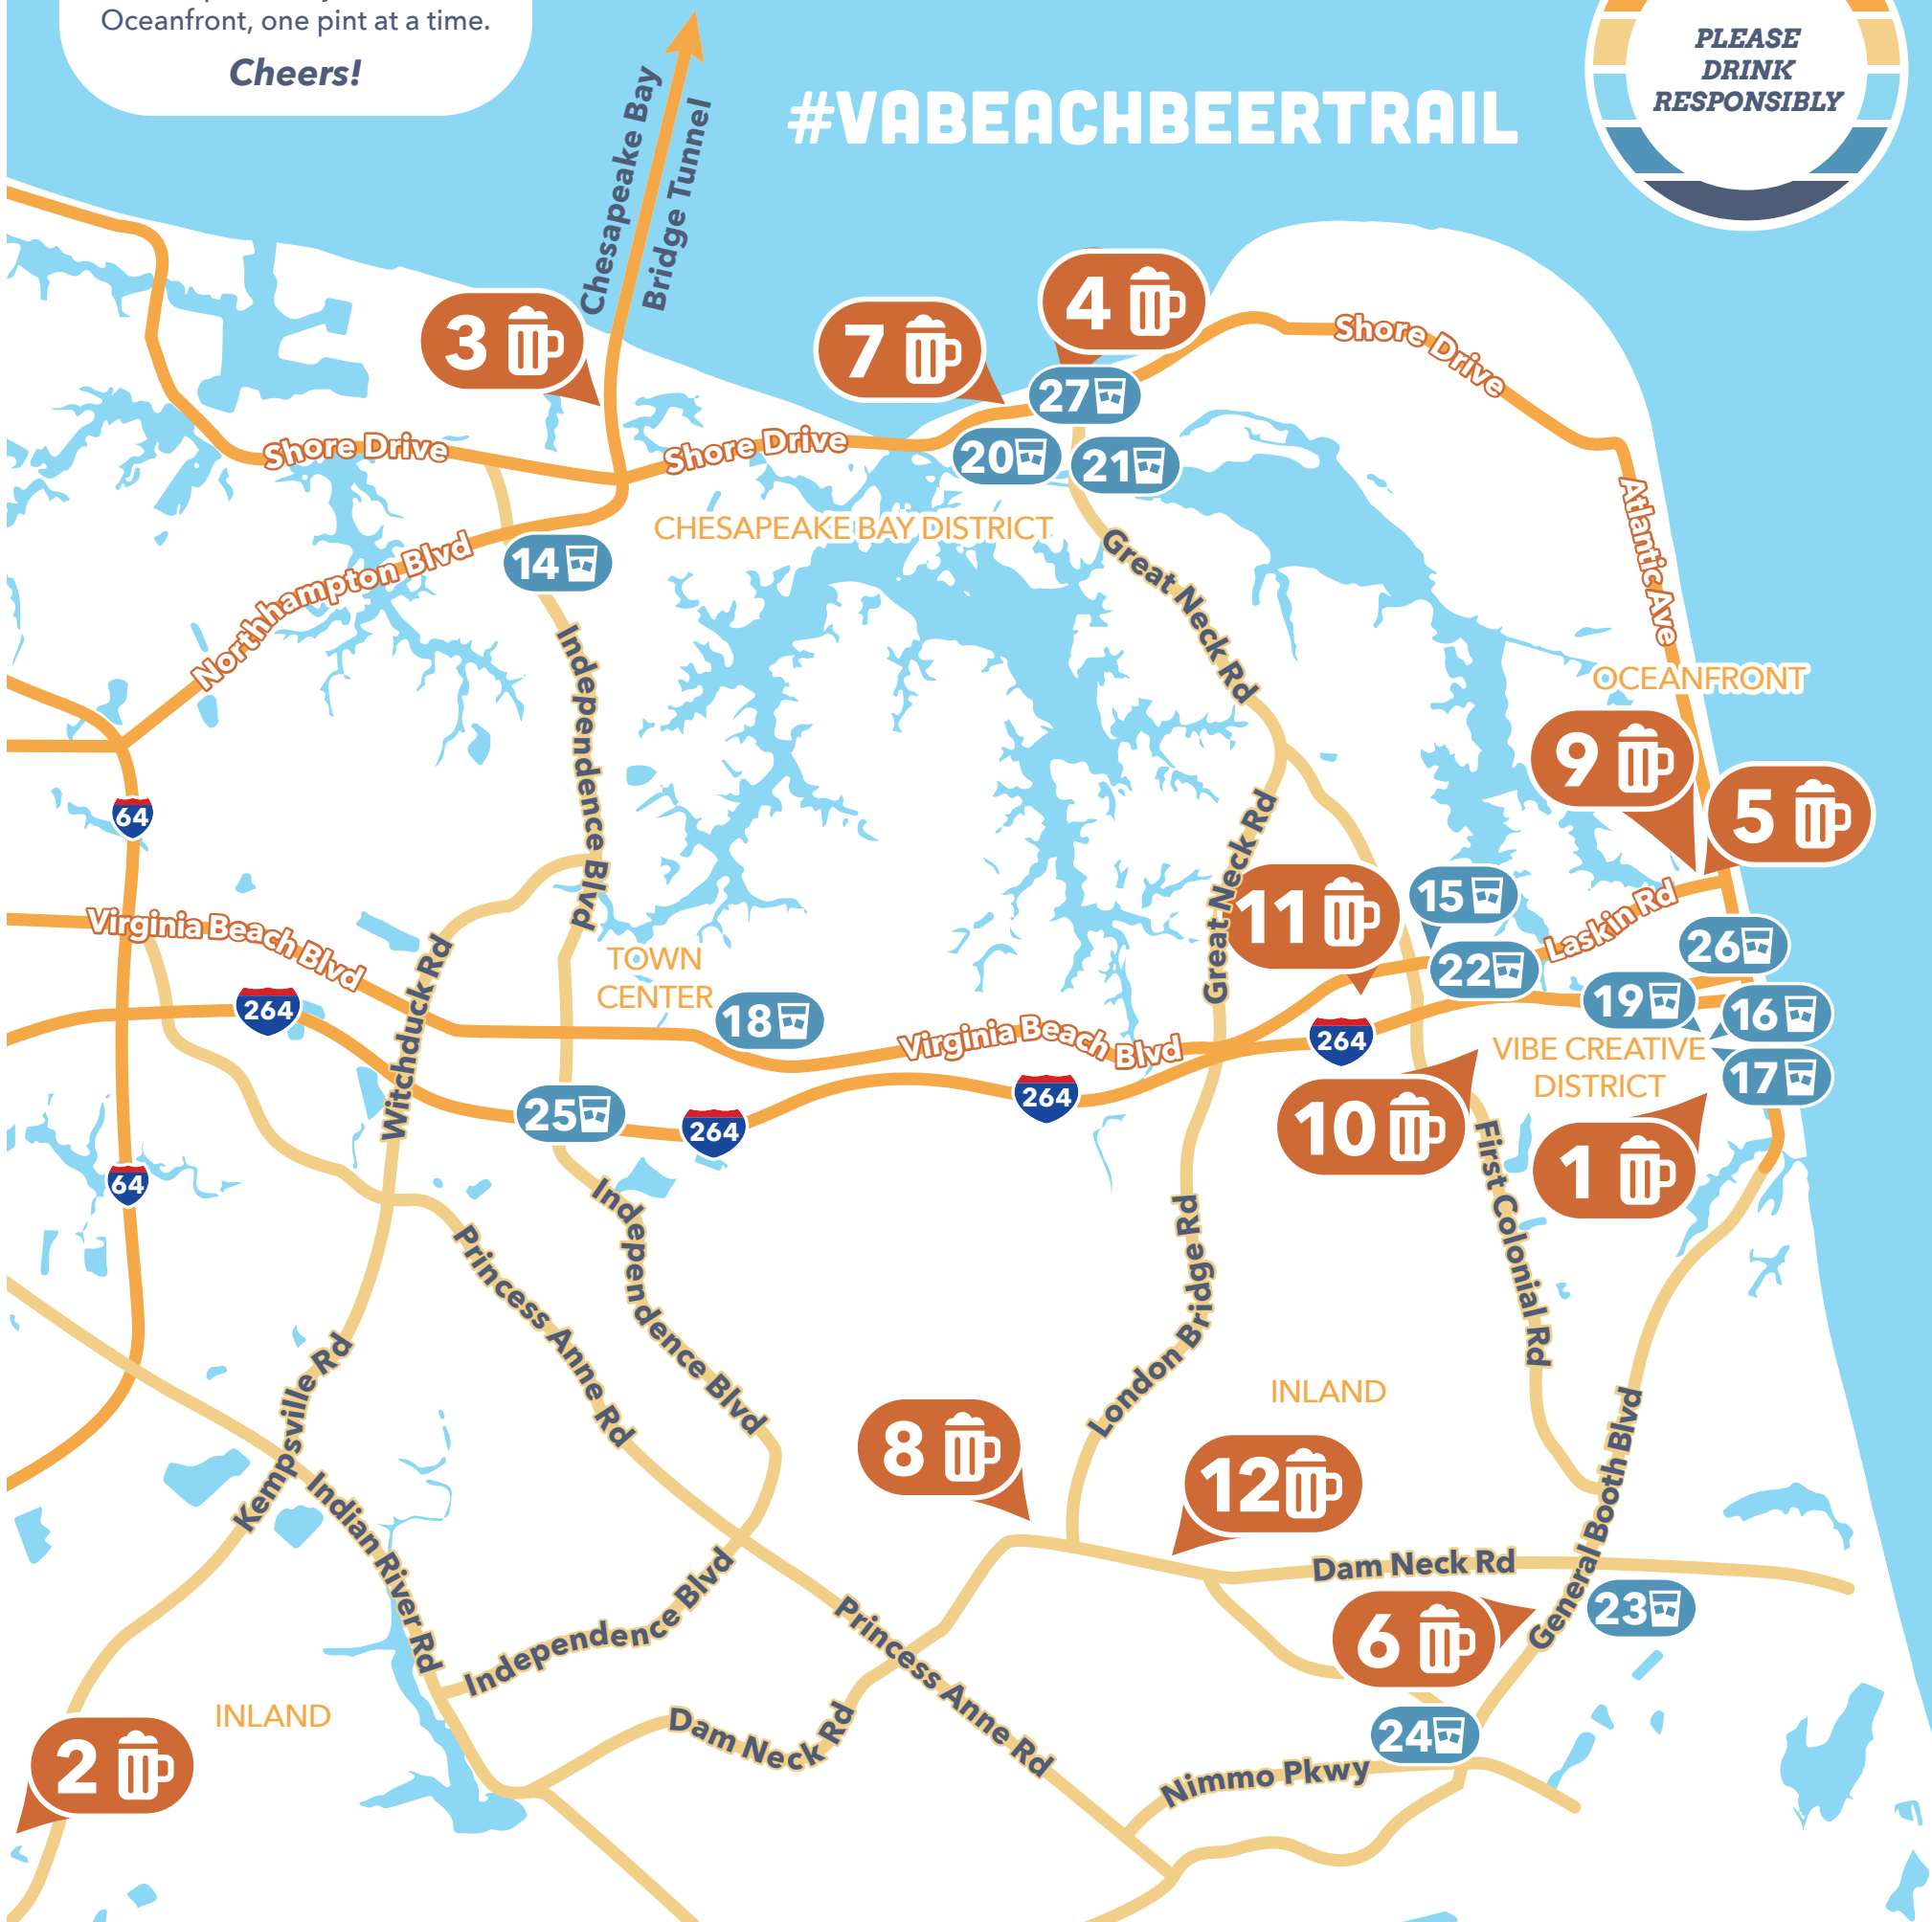 Oceanfront, one pint at a time.
Cheers!
Chesapeake Bay
Bridge Tunnel
#VABEACHBEERTRAIL
PLEASE
DRINK
RESPONSIBLY
3
7
4
27
20
21
Shore Drive
Shore Drive
Shore Drive
CHESAPEAKE BAY DISTRICT
Northhampton Blvd
14
Great Neck Rd
Atlantic Ave
OCEANFRONT
Independence Blvd
64
9
5
Great Neck Rd
11
15
Laskin Rd
26
22
19
16
17
Virginia Beach Blvd
Witchduck Rd
TOWN
CENTER
18
264
Virginia Beach Blvd
264
VIBE CREATIVE
DISTRICT
25
264
264
10
1
64
First Colonial Rd
London Bridge Rd
Independence Blvd
Princess Anne Rd
Kempsville Rd
INLAND
8
12
General Booth Blvd
Indian River Rd
Dam Neck Rd
Independence Blvd
Princess Anne Rd
6
23
INLAND
Dam Neck Rd
24
Nimmo Pkwy
2